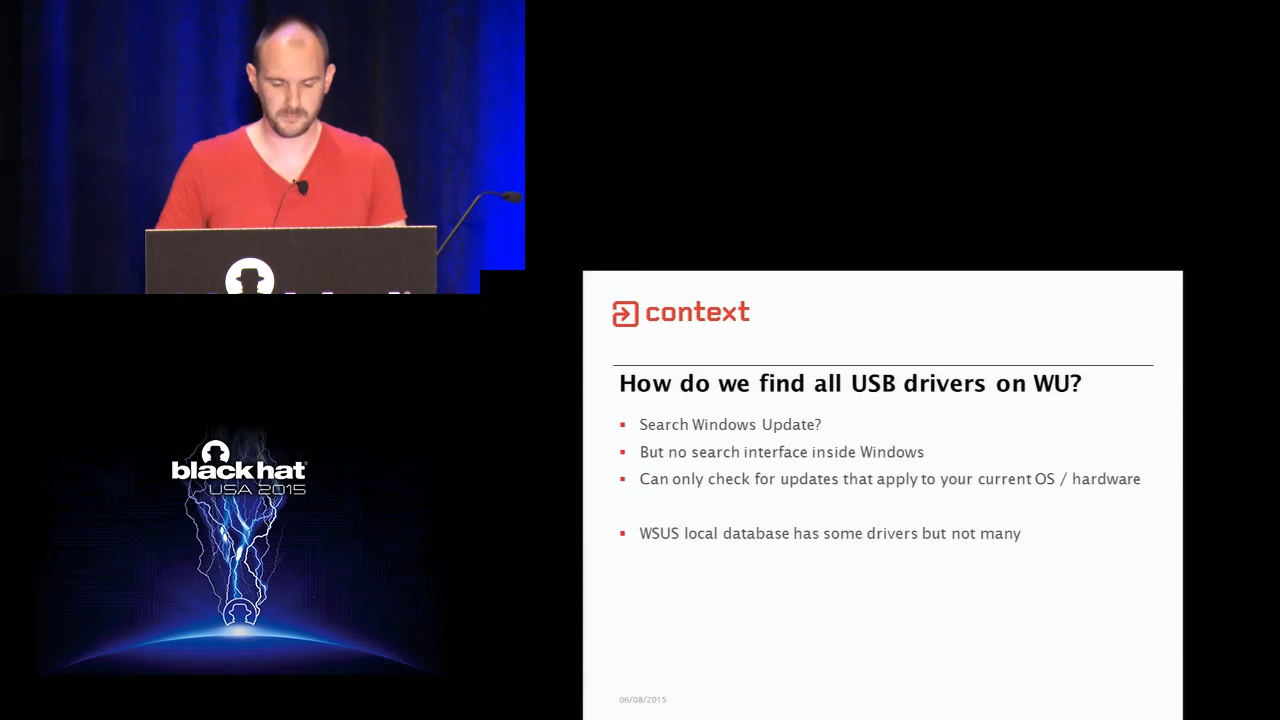 context
How do we find all USB drivers on WU?
Search Windows Update?
But no search interface inside Windows
Can only check for updates that apply to your current OS / hardware
WSUS local database has some drivers but not many
06/08/2015
black hat
USA 2015